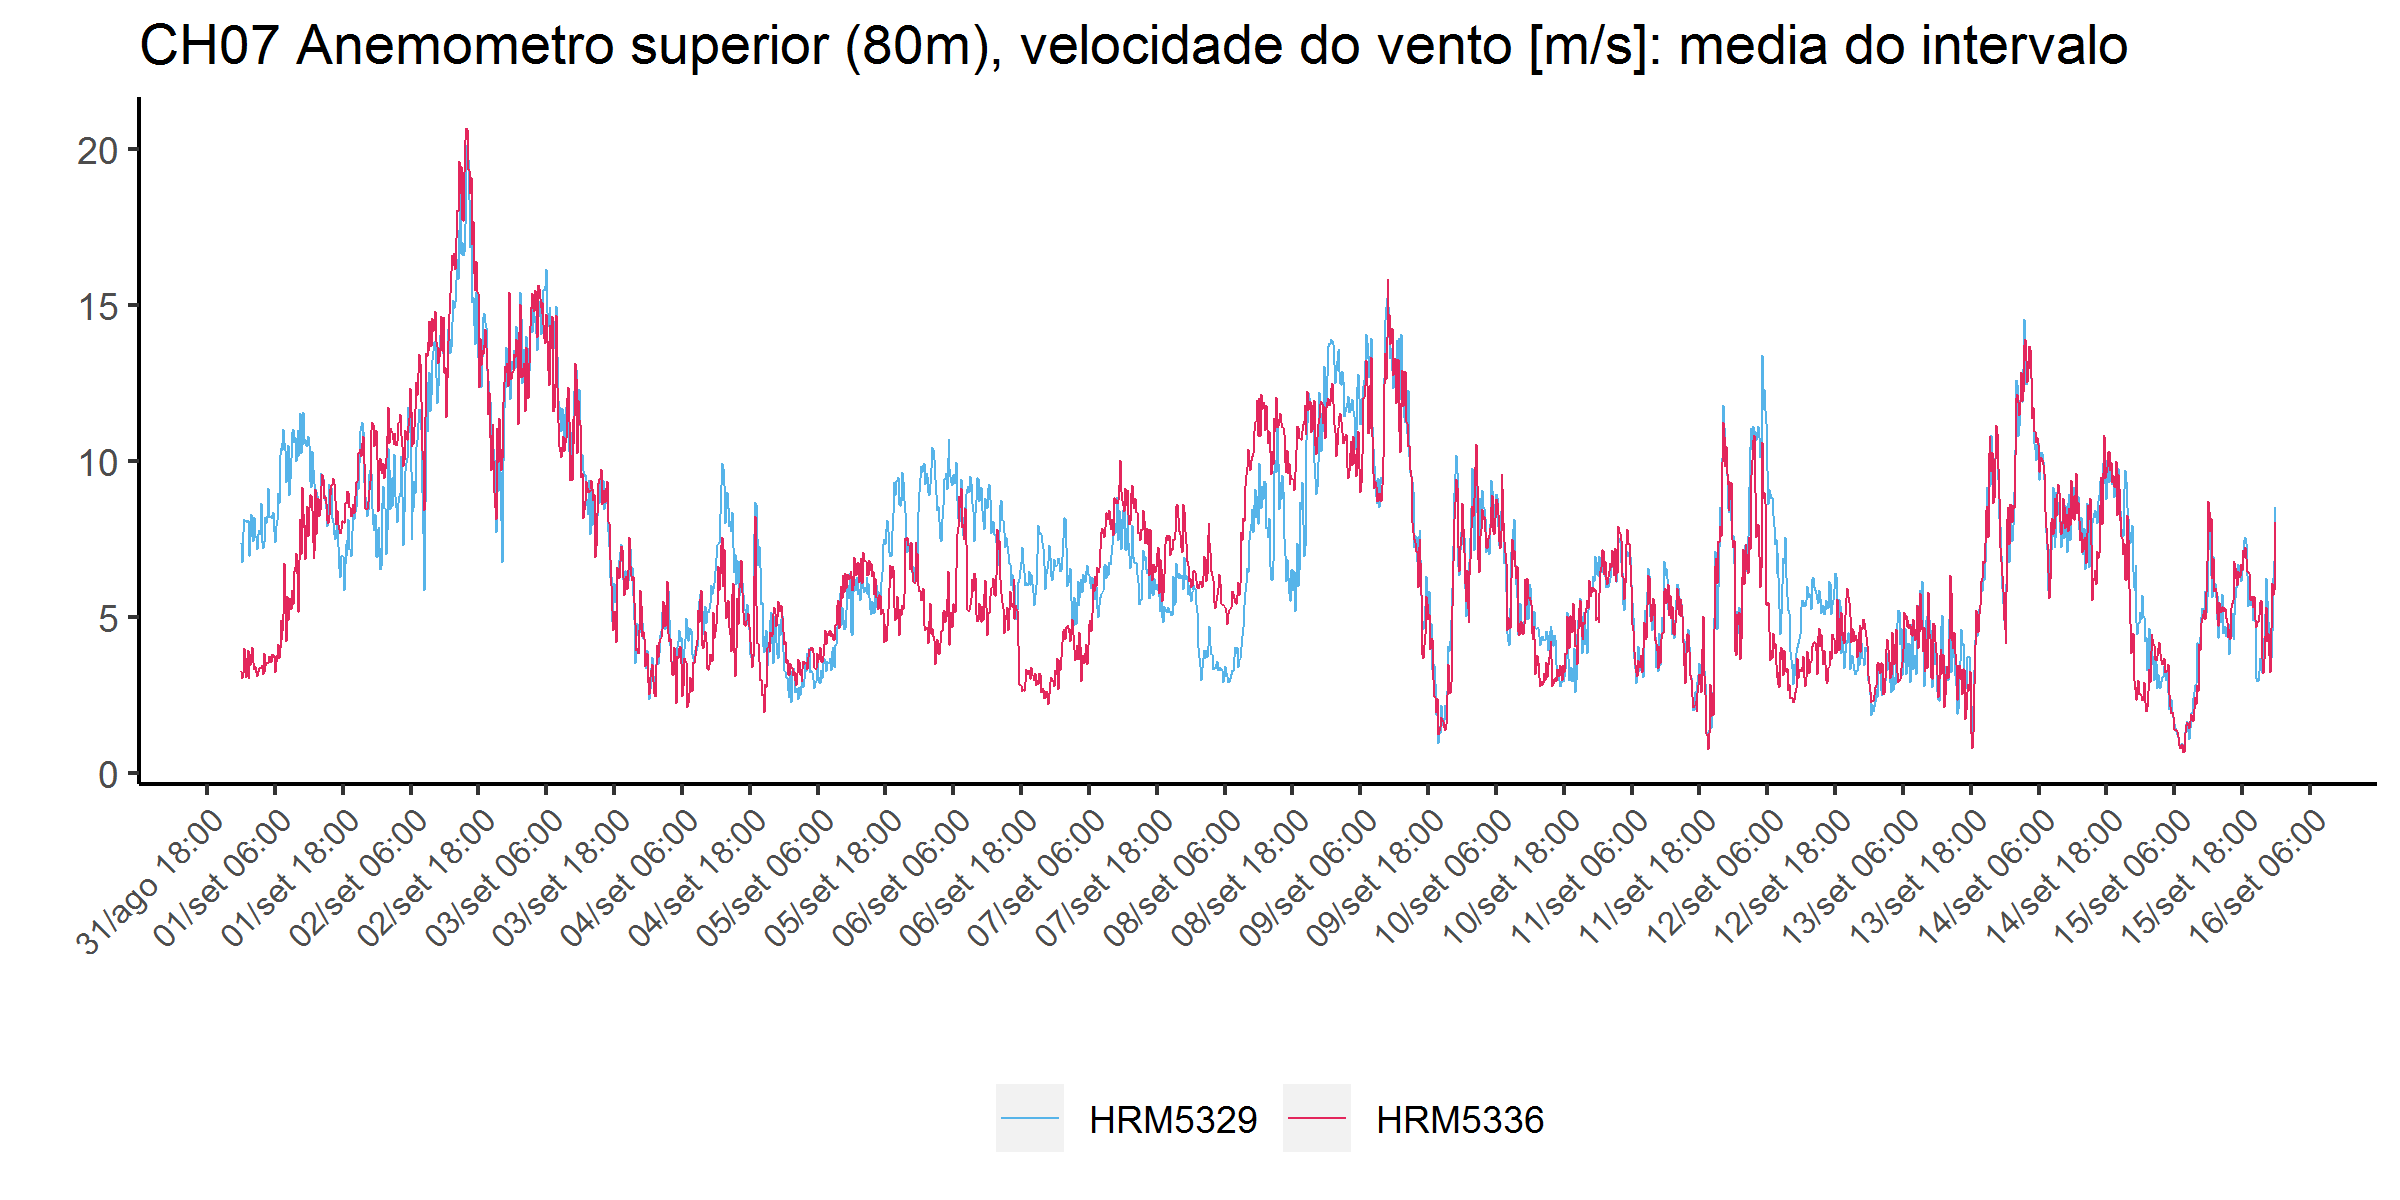 CH07 Anemometro superior (80m), velocidade do vento [m/s]: media do intervalo
20
15
10
5
0
31/ago 18:00
01/set 06:00
01/set 18:00
02/set 06:00
02/set 18:00
03/set 06:00
03/set 18:00
04/set 06:00
04/set 18:00
05/set 06:00
05/set 18:00
06/set 06:00
06/set 18:00
07/set 06:00
07/set 18:00
08/set 06:00
08/set 18:00
09/set 06:00
09/set 18:00
10/set 06:00
10/set 18:00
11/set 06:00
11/set 18:00
12/set 06:00
12/set 18:00
13/set 06:00
13/set 18:00
14/set 06:00
14/set 18:00
15/set 06:00
15/set 18:00
16/set 06:00
HRM5329
HRM5336